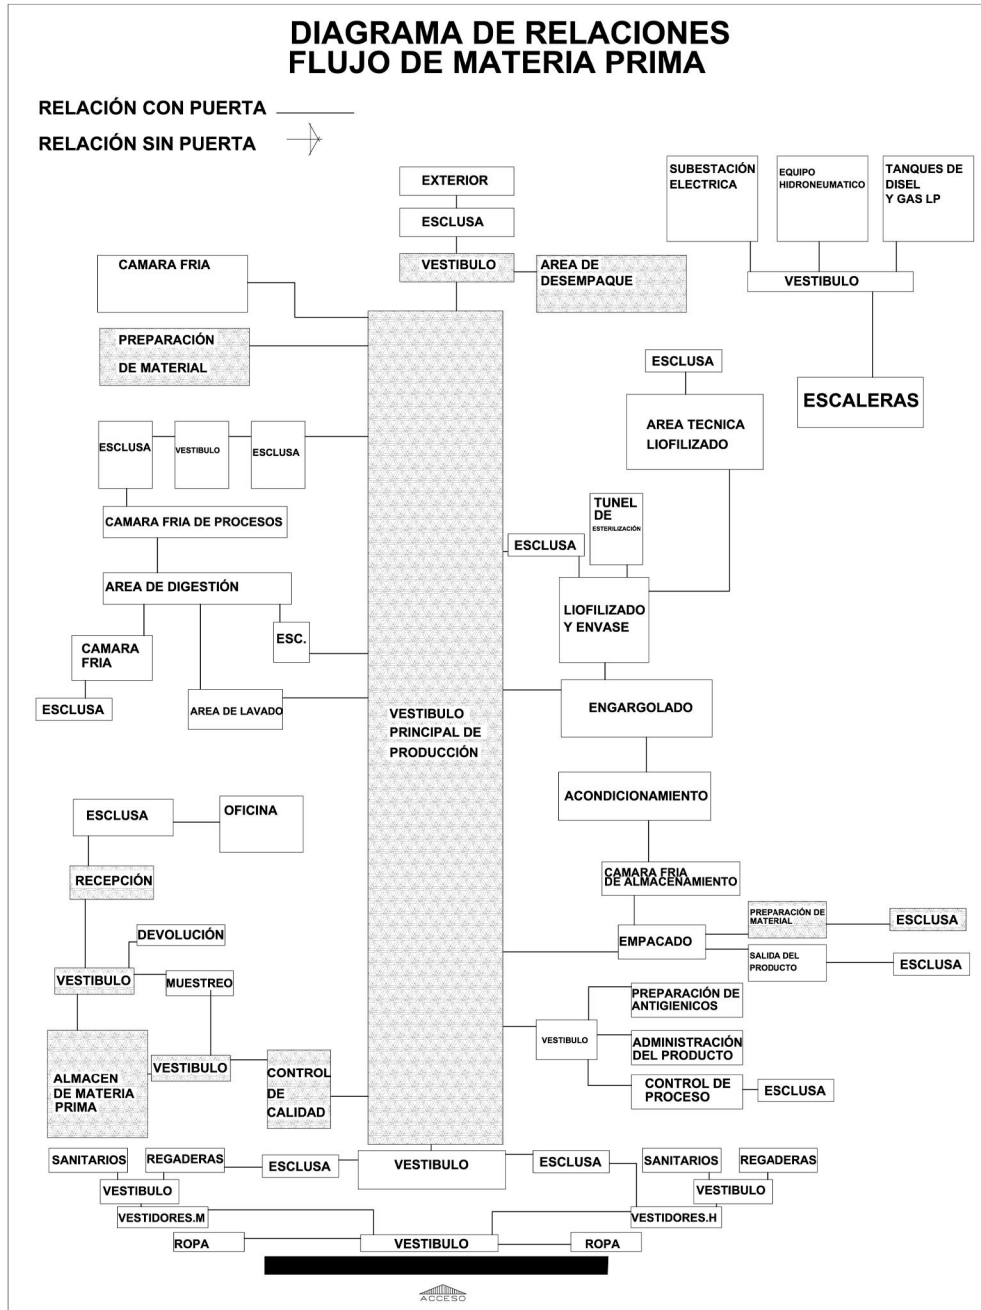 DIAGRAMA DE RELACIONES
FLUJO DE MATERIA PRIMA
RELACIÓN CON PUERTA
RELACIÓN SIN PUERTA
EXTERIOR
ESCLUSA
VESTIBULO
AREA DE
DESEMPAQUE
SUBESTACIÓN
ELECTRICA
EQUIPO
HIDRONEUMATICO
TANQUES DE
DISEL
Y GAS LP
VESTIBULO
ESCALERAS
CAMARA FRIA
PREPARACIÓN
DE MATERIAL
ESCLUSA
VESTIBULO
ESCLUSA
CAMARA FRIA DE PROCESOS
AREA DE DIGESTIÓN
ESC.
CAMARA
FRIA
ESCLUSA
AREA DE LAVADO
ESCLUSA
AREA TECNICA
LIOFILIZADO
TUNEL
DE
ESTERILIZACIÓN
ESCLUSA
LIOFILIZADO
Y ENVASE
VESTIBULO
PRINCIPAL DE
PRODUCCIÓN
ENGARGOLADO
ACONDICIONAMIENTO
ESCLUSA
OFICINA
RECEPCIÓN
DEVOLUCIÓN
VESTIBULO
MUESTREO
ALMACEN
DE MATERIA
PRIMA
VESTIBULO
CONTROL
DE
CALIDAD
CAMARA FRIA
DE ALMACENAMIENTO
EMPACADO
PREPARACIÓN DE
MATERIAL
ESCLUSA
SALIDA DEL
PRODUCTO
ESCLUSA
VESTIBULO
PREPARACIÓN DE
ANTIGIENICOS
ADMINISTRACIÓN
DEL PRODUCTO
CONTROL DE
PROCESO
ESCLUSA
SANITARIOS
REGADERAS
ESCLUSA
VESTIBULO
ESCLUSA
SANITARIOS
REGADERAS
VESTIBULO
VESTIBULO
VESTIDORES.M
VESTIDORES.H
ROPA
VESTIBULO
ROPA
ACCESO